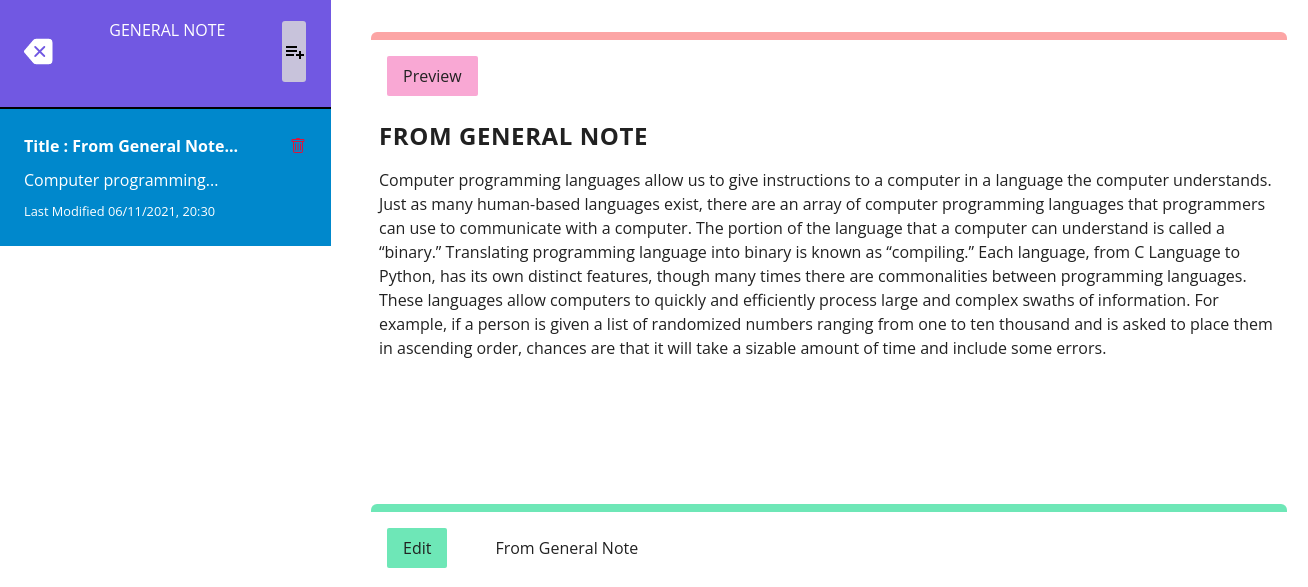 GENERAL NOTE
Title : From General Note...
Computer programming...
Last Modified 06/11/2021, 20:30
Preview
FROM GENERAL NOTE
Computer programming languages allow us to give instructions to a computer in a language the computer understands.
Just as many human-based languages exist, there are an array of computer programming languages that programmers
can use to communicate with a computer. The portion of the language that a computer can understand is called a
“binary.” Translating programming language into binary is known as “compiling.” Each language, from C Language to
Python, has its own distinct features, though many times there are commonalities between programming languages.
These languages allow computers to quickly and efficiently process large and complex swaths of information. For
example, if a person is given a list of randomized numbers ranging from one to ten thousand and is asked to place them
in ascending order, chances are that it will take a sizable amount of time and include some errors.
Edit
From General Note